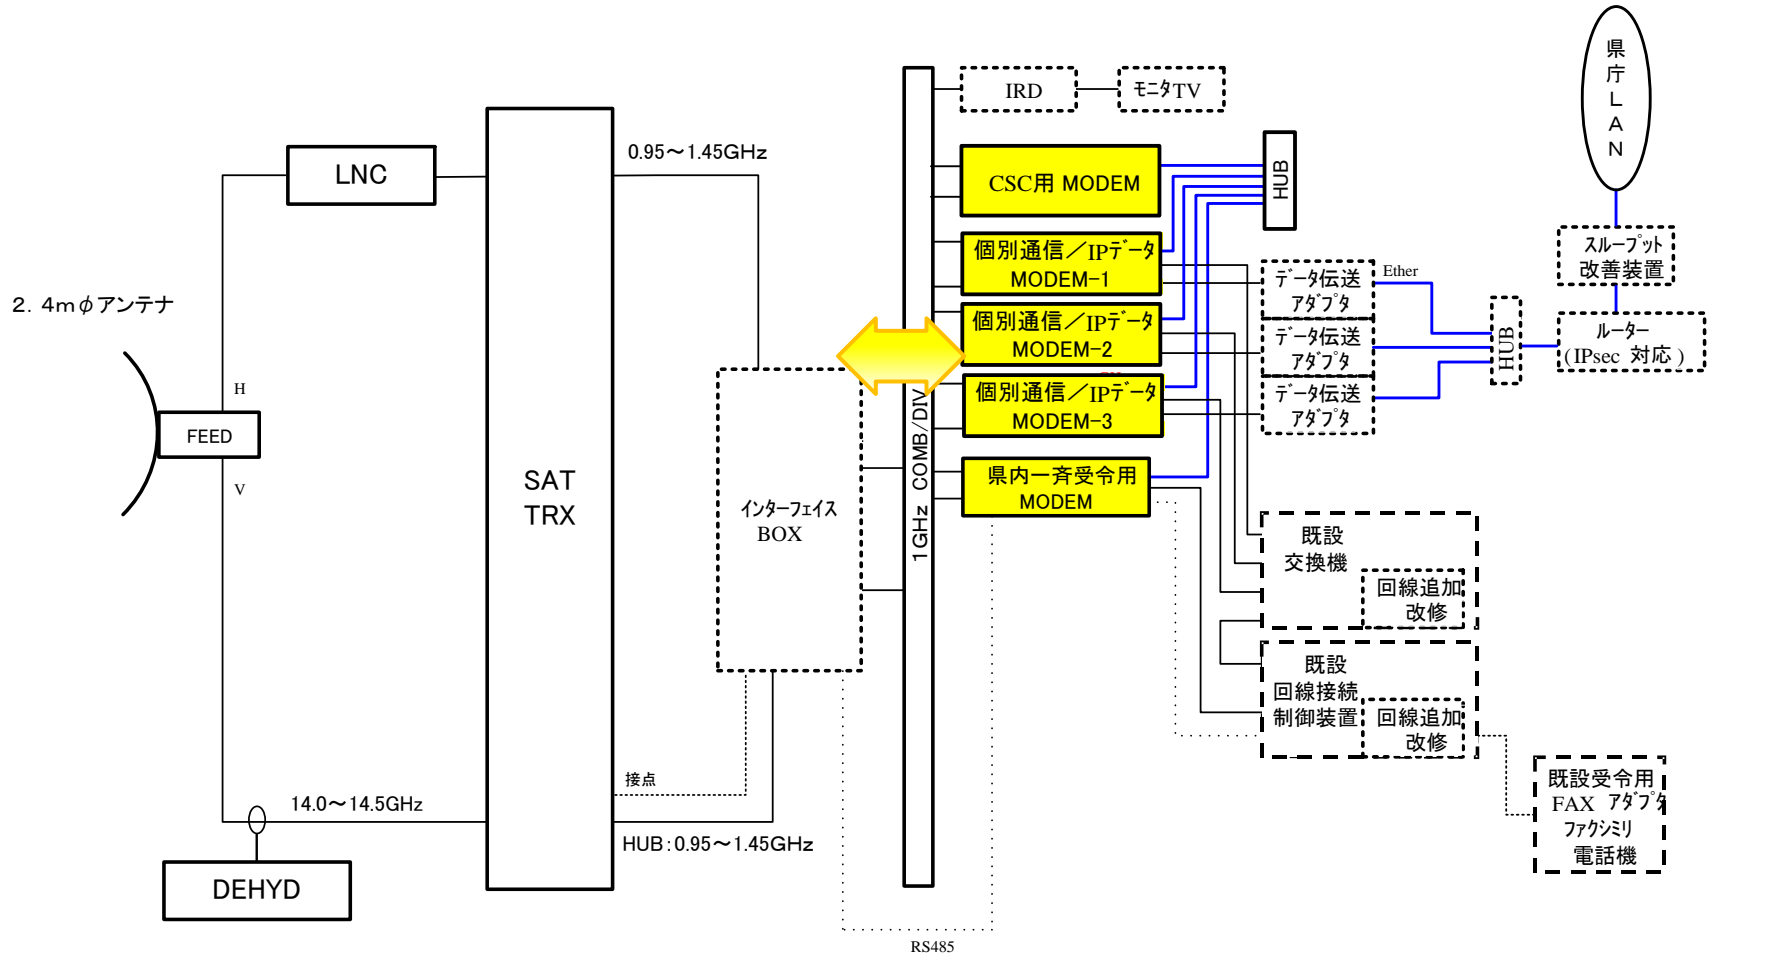 県
庁
L
A
N
IRD
ﾓﾆﾀTV
LNC
0.95～1.45GHz
CSC用 MODEM
HUB
個別通信／IPﾃﾞｰﾀ
MODEM-1
スループット
改善装置
データ伝送
アダプタ
Ether
2．4mφアンテナ
個別通信／IPﾃﾞｰﾀ
MODEM-2
データ伝送
アダプタ
HUB
ルーター
(IPsec 対応)
H
個別通信／IPﾃﾞｰﾀ
MODEM-3
データ伝送
アダプタ
FEED
V
SAT
TRX
インターフェイス
BOX
1GHz COMB/DIV
県内一斉受令用
MODEM
既設
交換機
回線追加
改修
既設
回線接続
制御装置
回線追加
改修
接点
14.0～14.5GHz
HUB：0.95～1.45GHz
既設受令用
FAX アダプタ
ファクシミリ
電話機
DEHYD
RS485